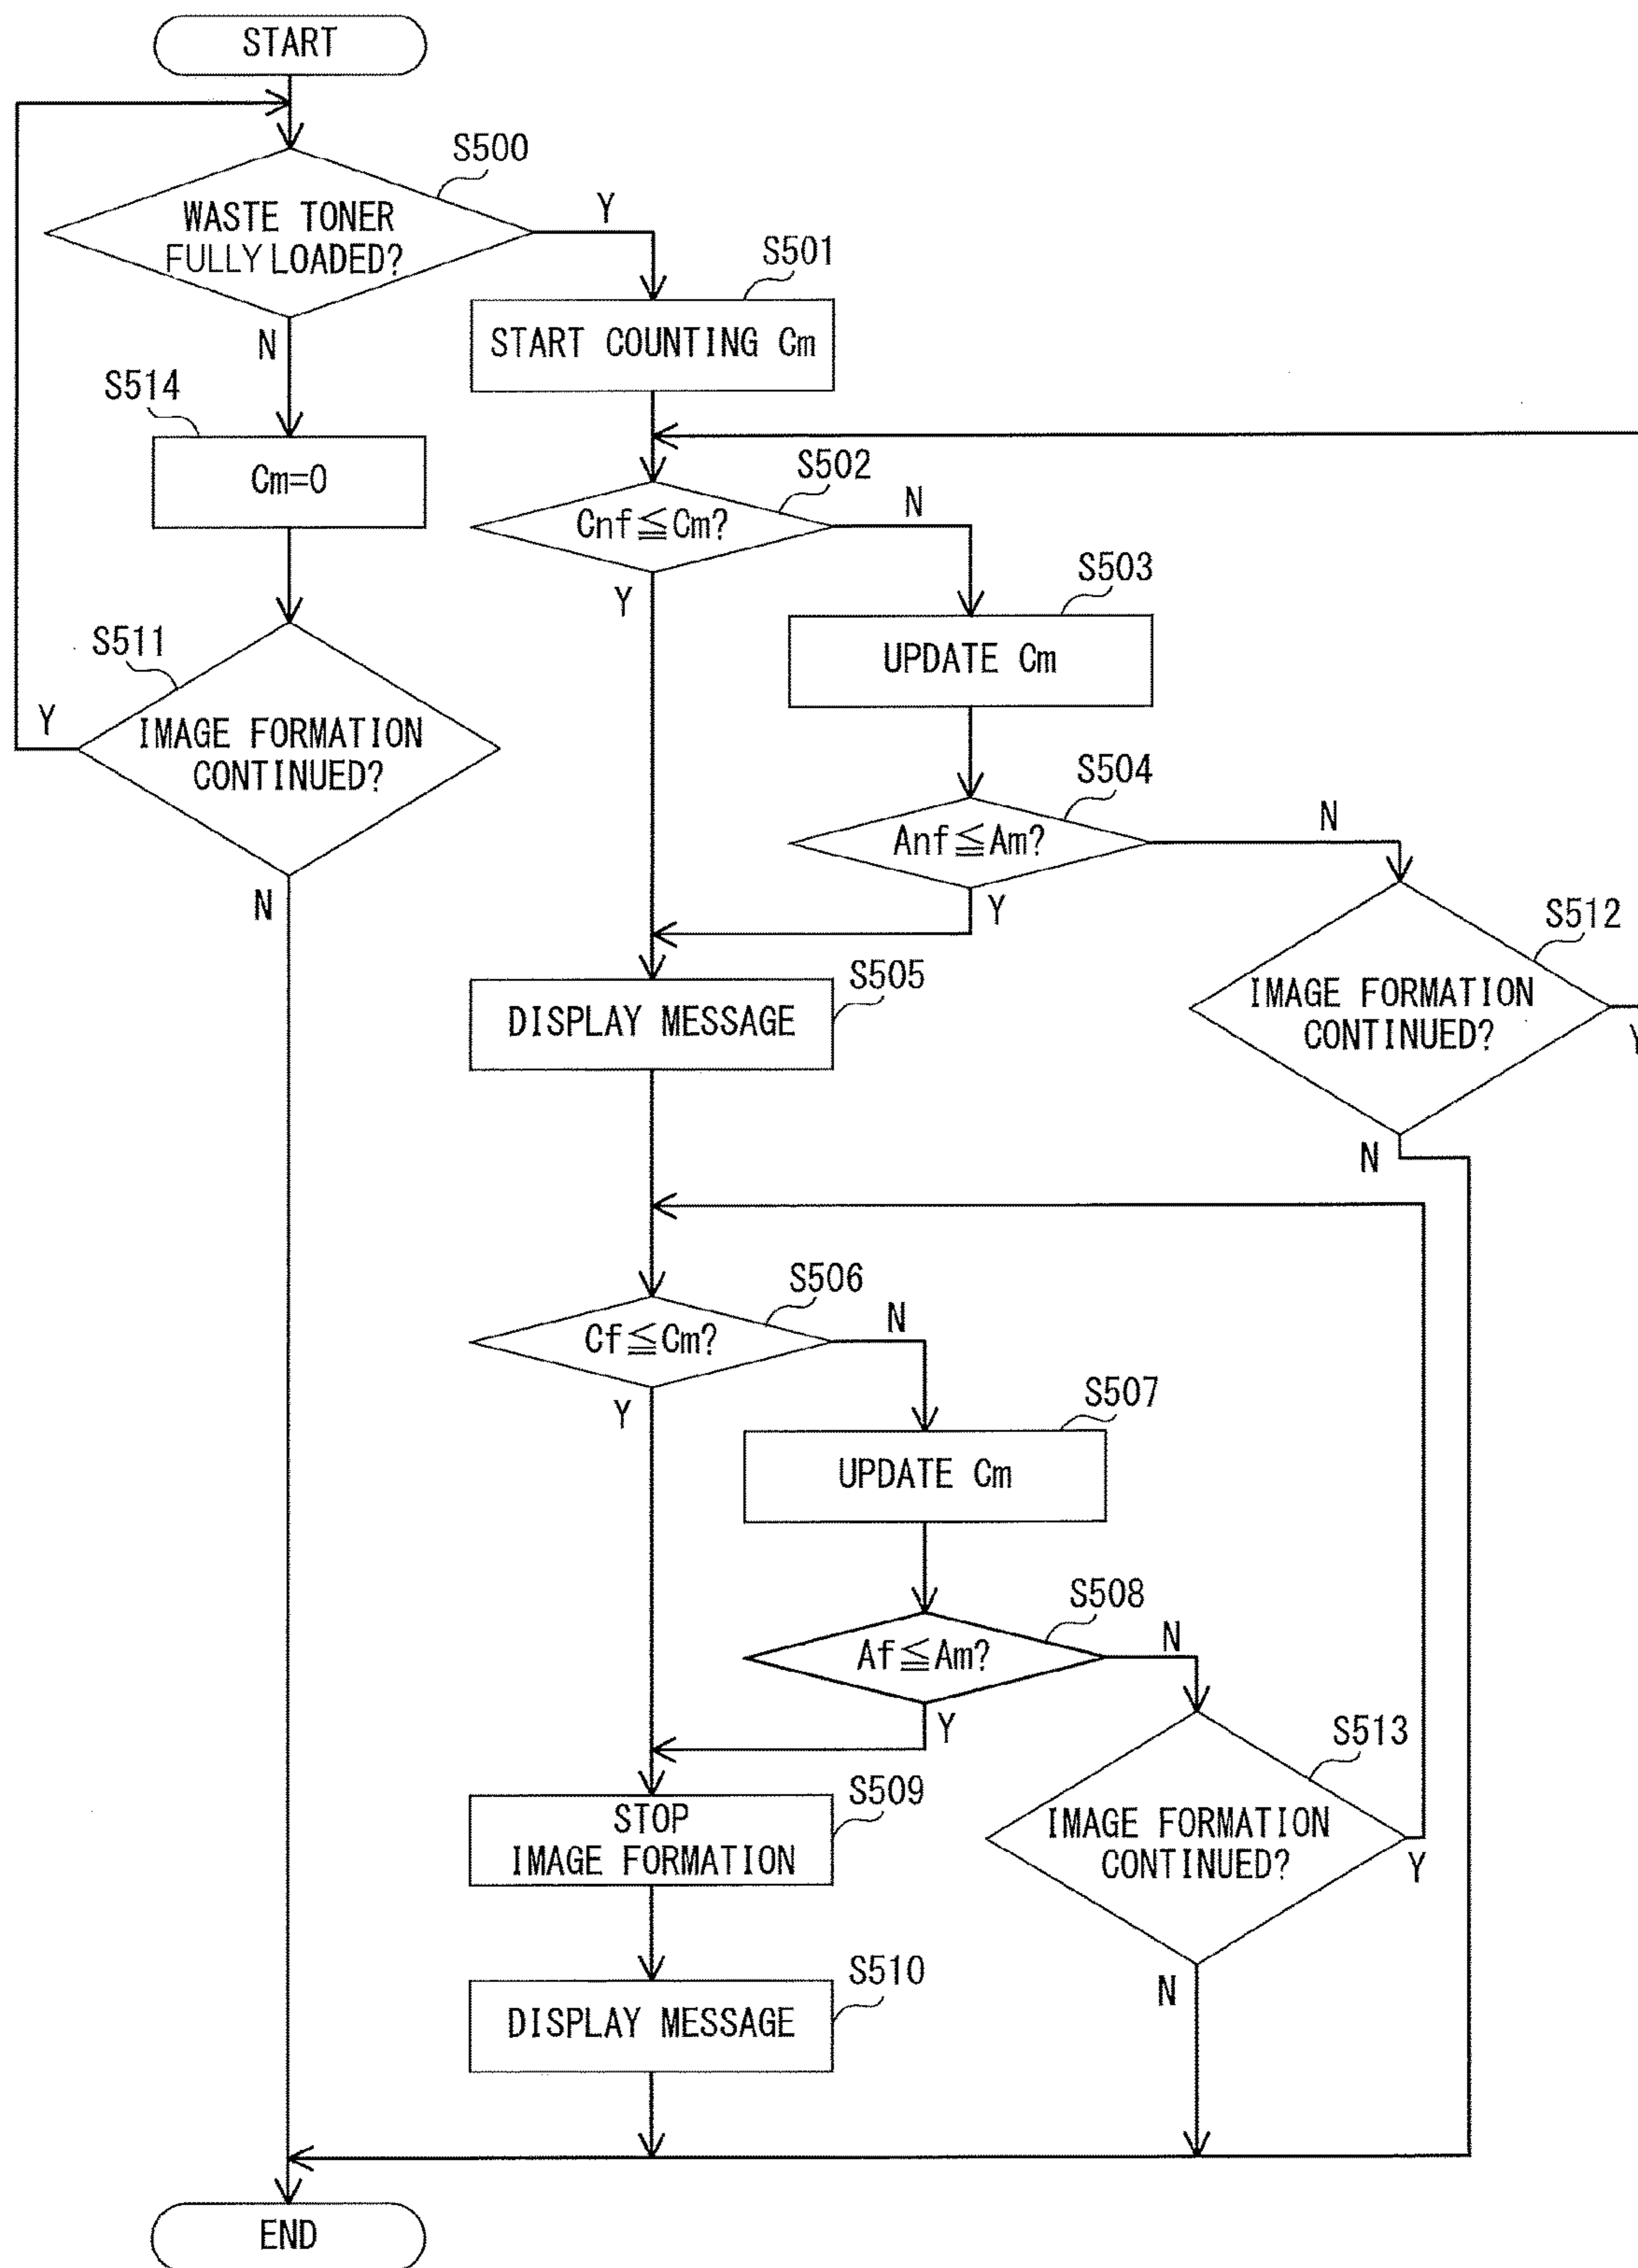 START
S500
WASTE TONER
FULLY LOADED?
Y
N
S501
START COUNTING Cm
S514
Cm=0
S502
Cnf≦Cm?
N
Y
S503
UPDATE Cm
S511
IMAGE FORMATION
CONTINUED?
Y
N
S504
Anf≦Am?
N
Y
S512
IMAGE FORMATION
CONTINUED?
Y
N
S505
DISPLAY MESSAGE
S506
Cf≦Cm?
N
Y
S507
UPDATE Cm
S508
Af≦Am?
N
Y
S513
IMAGE FORMATION
CONTINUED?
Y
N
S509
STOP
IMAGE FORMATION
S510
DISPLAY MESSAGE
END